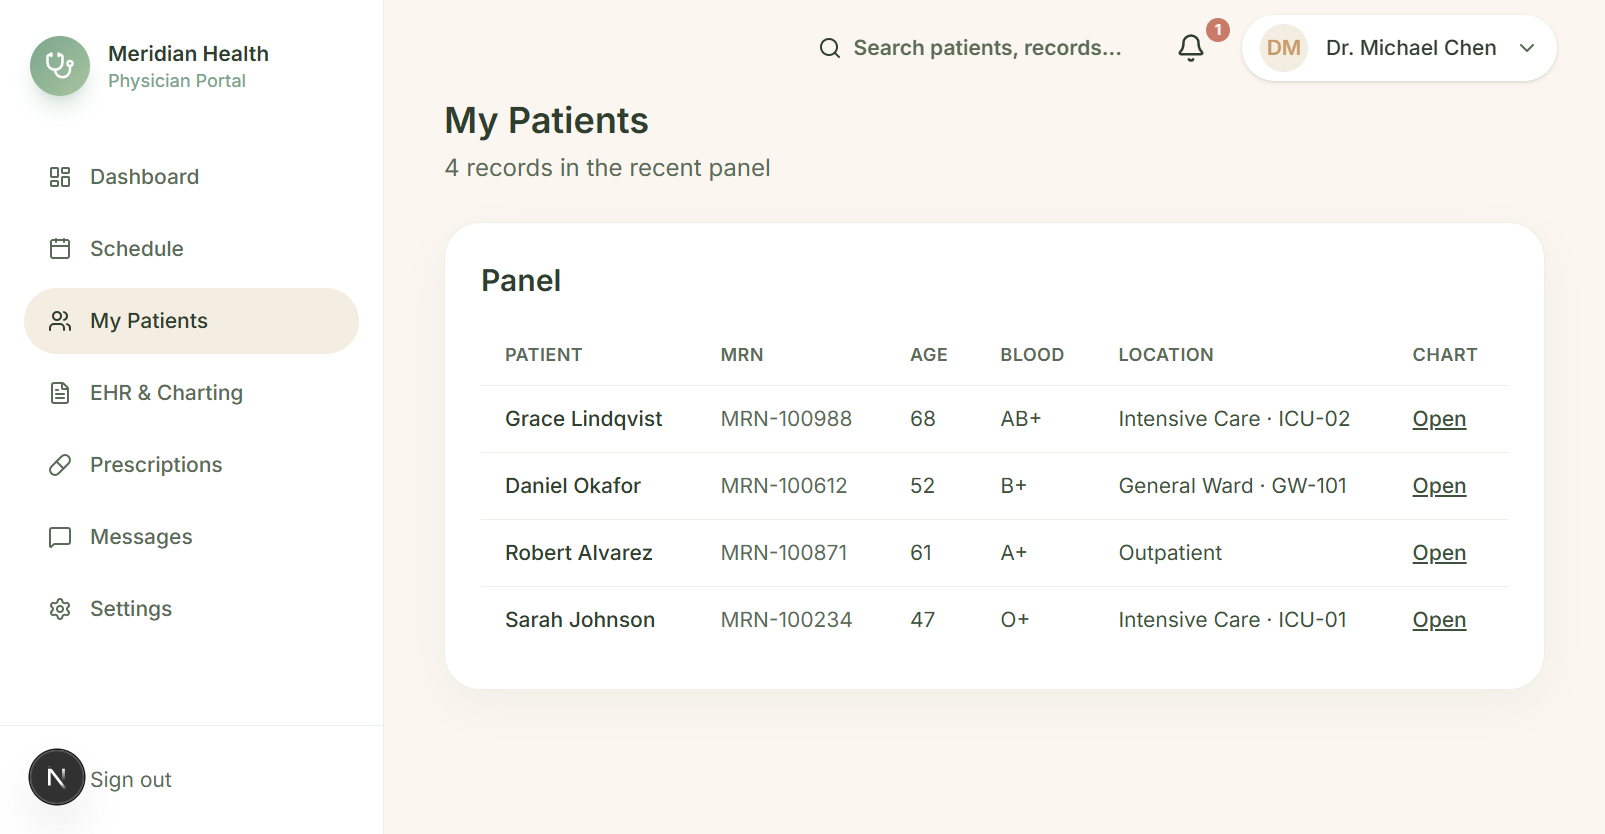 Meridian Health
Physician Portal
Dashboard
Schedule
My Patients
EHR & Charting
Prescriptions
Messages
Settings
N
Sign out
Search patients, records...
1
DM
Dr. Michael Chen
My Patients
4 records in the recent panel
Panel
PATIENT MRN AGE BLOOD LOCATION CHART
Grace Lindqvist MRN-100988 68 AB+ Intensive Care · ICU-02 Open
Daniel Okafor MRN-100612 52 B+ General Ward · GW-101 Open
Robert Alvarez MRN-100871 61 A+ Outpatient Open
Sarah Johnson MRN-100234 47 O+ Intensive Care · ICU-01 Open